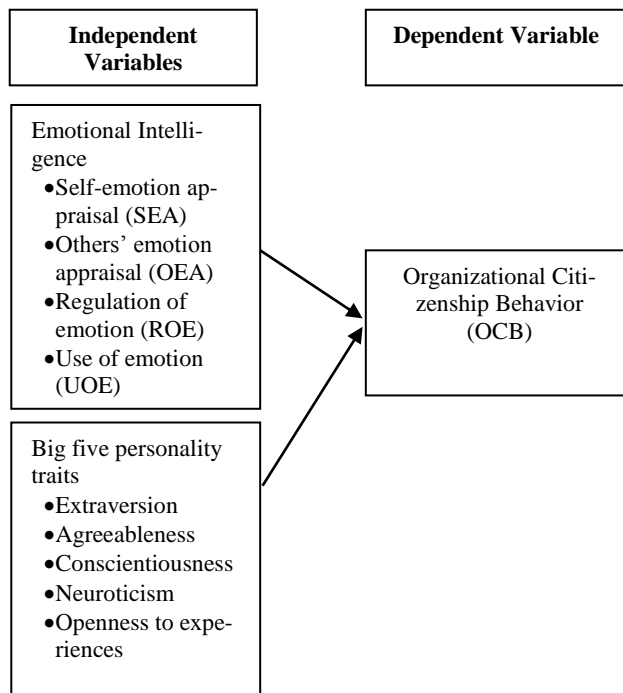 Independent
Variables
Dependent Variable
Emotional Intelli-
gence
•Self-emotion ap-
praisal (SEA)
•Others’ emotion
appraisal (OEA)
•Regulation of
emotion (ROE)
•Use of emotion
(UOE)
Organizational Citi-
zenship Behavior
(OCB)
Big five personality
traits
•Extraversion
•Agreeableness
•Conscientiousness
•Neuroticism
•Openness to expe-
riences